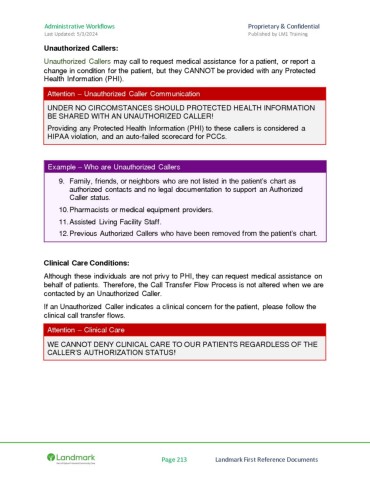 Administrative Workflows
Proprietary & Confidential
Last Updated: 5/3/2024
Published by LM1 Training
Unauthorized Callers:
Unauthorized Callers may call to request medical assistance for a patient, or report a
change in condition for the patient, but they CANNOT be provided with any Protected
Health Information (PHI).
Attention – Unauthorized Caller Communication
UNDER NO CIRCOMSTANCES SHOULD PROTECTED HEALTH INFORMATION
BE SHARED WITH AN UNAUTHORIZED CALLER!
Providing any Protected Health Information (PHI) to these callers is considered a
HIPAA violation, and an auto-failed scorecard for PCCs.
Example – Who are Unauthorized Callers
9. Family, friends, or neighbors who are not listed in the patient's chart as
authorized contacts and no legal documentation to support an Authorized
Caller status.
10. Pharmacists or medical equipment providers.
11. Assisted Living Facility Staff.
12. Previous Authorized Callers who have been removed from the patient's chart.
Clinical Care Conditions:
Although these individuals are not privy to PHI, they can request medical assistance on
behalf of patients. Therefore, the Call Transfer Flow Process is not altered when we are
contacted by an Unauthorized Caller.
If an Unauthorized Caller indicates a clinical concern for the patient, please follow the
clinical call transfer flows.
Attention – Clinical Care
WE CANNOT DENY CLINICAL CARE TO OUR PATIENTS REGARDLESS OF THE
CALLER'S AUTHORIZATION STATUS!
Landmark
Page 213
Landmark First Reference Documents